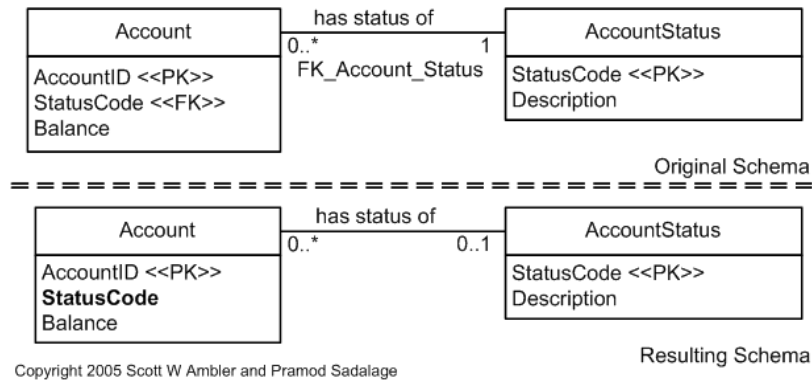 Account
has status of
AccountStatus
0..*
1
FK_Account_Status
AccountID <<PK>>
StatusCode <<FK>>
Balance
StatusCode <<PK>>
Description
Original Schema
Account
has status of
AccountStatus
0..*
0..1
AccountID <<PK>>
StatusCode
Balance
StatusCode <<PK>>
Description
Resulting Schema
Copyright 2005 Scott W Ambler and Pramod Sadalage